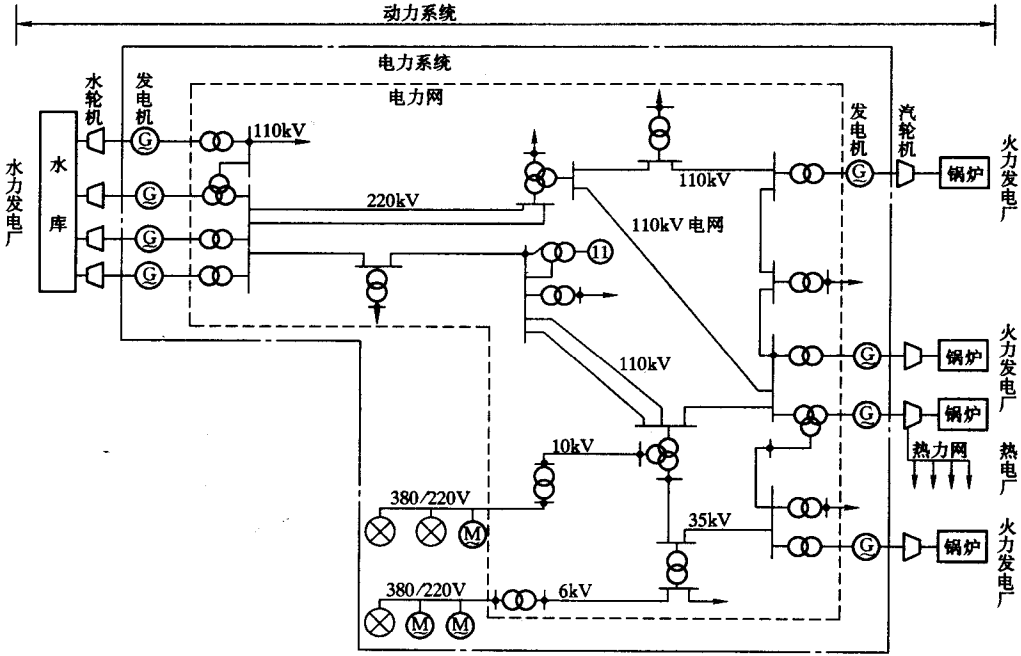 动力系统
电力系统
电力网
水轮机
发电机
发电机
汽轮机
水力发电厂
水库
G
110kV
G
220kV
G
G
11
110kV
110kV电网
G
锅炉
火力发电厂
110kV
G
锅炉
火力发电厂
G
锅炉
热力网
热电厂
10kV
380/220V
M
35kV
G
锅炉
火力发电厂
380/220V
M
M
6kV